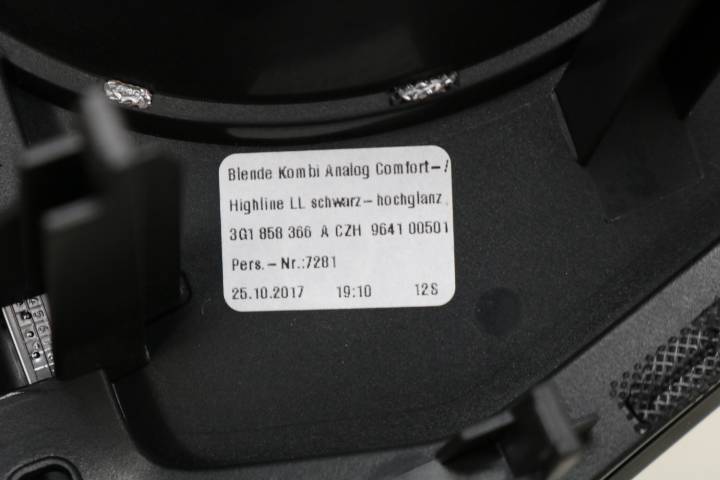 Blende Kombi Analog Comfort-/
Highline LL schwarz-hochglanz
3G1 858 366 A CZH 9641 00501
Pers.-Nr.:7281
25.10.2017 19:10 12S